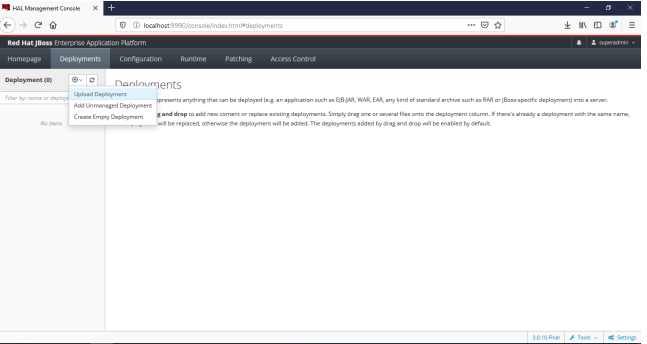 HAL Management Console
localhost:9990/console/index.html#deployments
Red Hat JBoss Enterprise Application Platform
superadmin
Homepage Deployments Configuration Runtime Patching Access Control
Deployment (0)
Deployments
Filter by: name or deploy
Upload Deployment
Add Unmanaged Deployment
Create Empty Deployment
No items
presents anything that can be deployed (e.g. an application such as EJB-JAR, WAR, EAR, any kind of standard archive such as RAR or JBoss-specific deployment) into a server.
g and drop to add new content or replace existing deployments. Simply drag one or several files onto the deployment column. If there's already a deployment with the same name,
will be replaced, otherwise the deployment will be added. The deployments added by drag and drop will be enabled by default.
3.0.10.Final Tools Settings